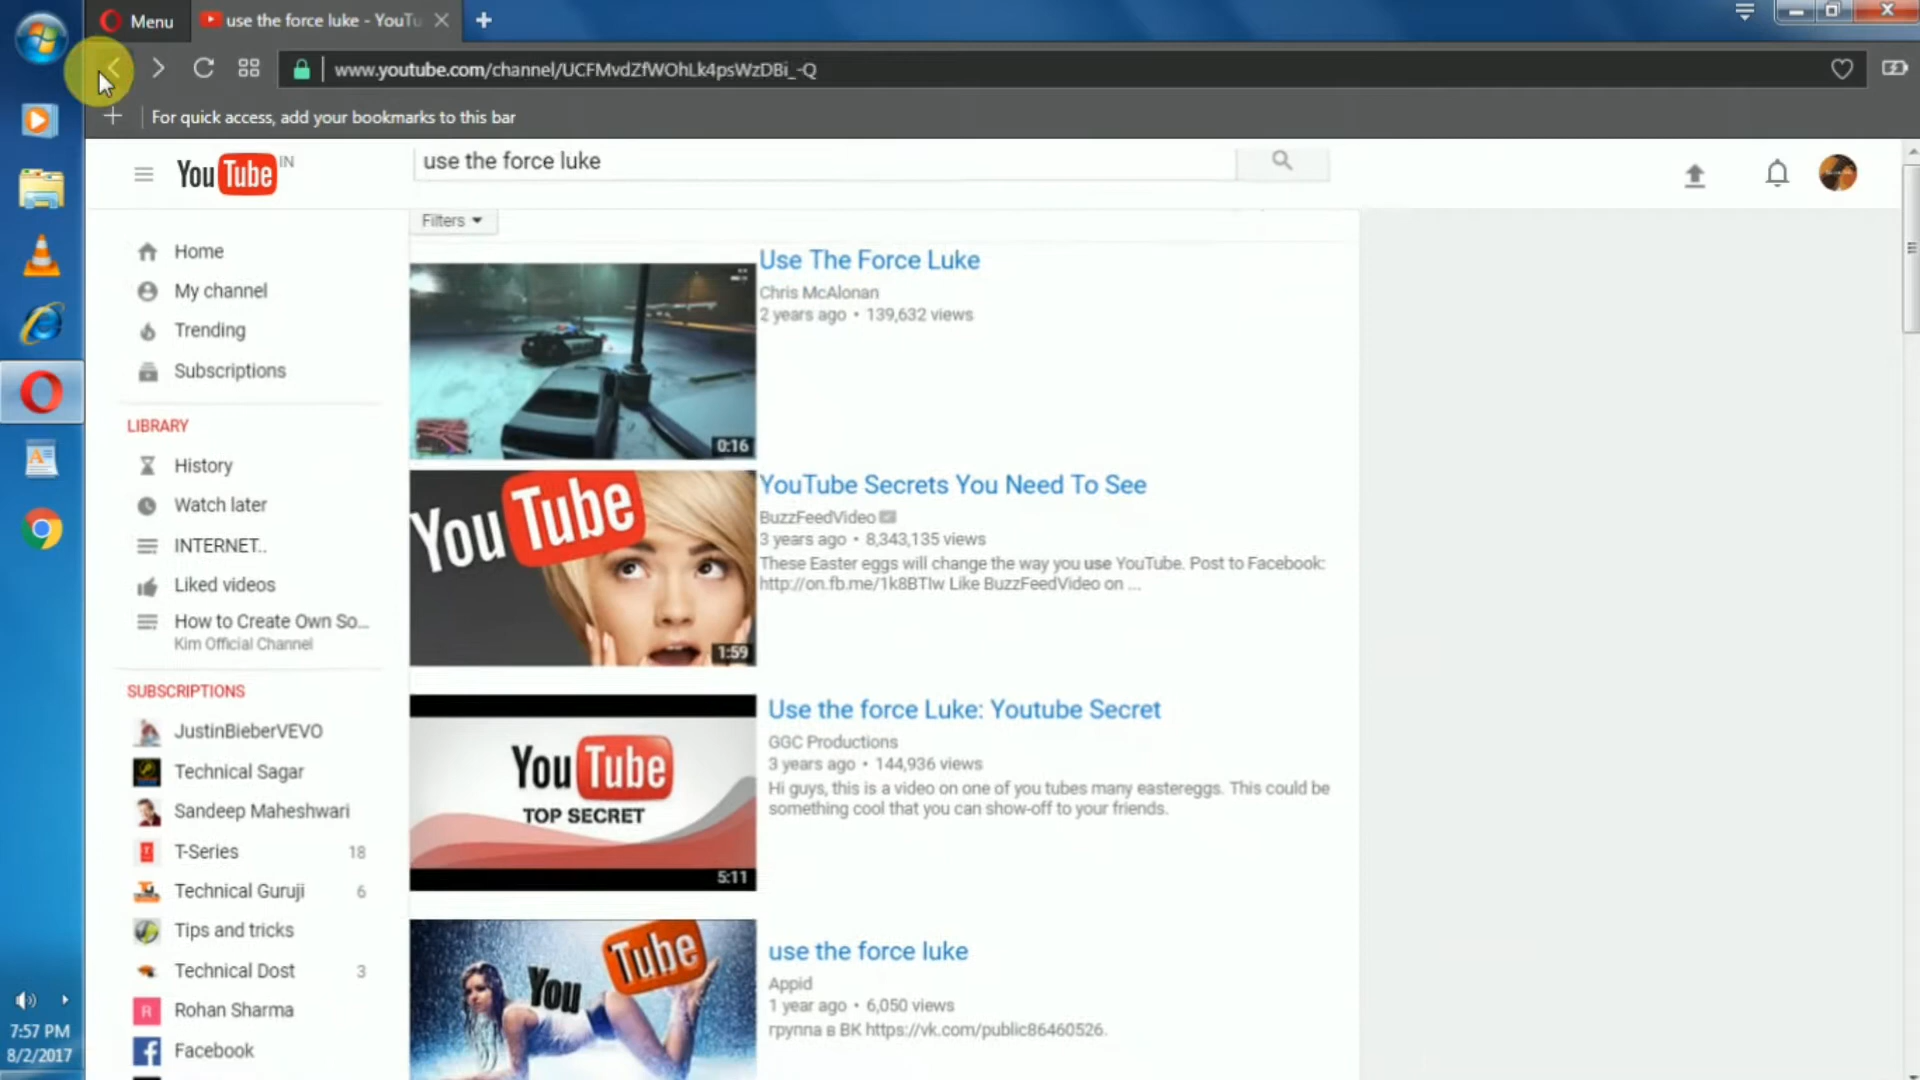 Menu
use the force luke - YouTu
www.youtube.com/channel/UCFMvdZfWOhLk4psWzDBi_-Q
For quick access, add your bookmarks to this bar
YouTube IN
use the force luke
Filters
Home
My channel
Trending
Subscriptions
LIBRARY
History
Watch later
INTERNET..
Liked videos
How to Create Own So...
Kim Official Channel
SUBSCRIPTIONS
JustinBieberVEVO
Technical Sagar
Sandeep Maheshwari
T-Series 18
Technical Guruji 6
Tips and tricks
Technical Dost 3
R Rohan Sharma
Facebook
0:16
Use The Force Luke
Chris McAlonan
2 years ago • 139,632 views
YouTube
1:59
YouTube Secrets You Need To See
BuzzFeedVideo
3 years ago • 8,343,135 views
These Easter eggs will change the way you use YouTube. Post to Facebook:
http://on.fb.me/1k8BTIw Like BuzzFeedVideo on ...
YouTube
TOP SECRET
5:11
Use the force Luke: Youtube Secret
GGC Productions
3 years ago • 144,936 views
Hi guys, this is a video on one of you tubes many eastereggs. This could be
something cool that you can show-off to your friends.
You Tube
use the force luke
Appid
1 year ago • 6,050 views
группа в ВК https://vk.com/public86460526.
7:57 PM
8/2/2017